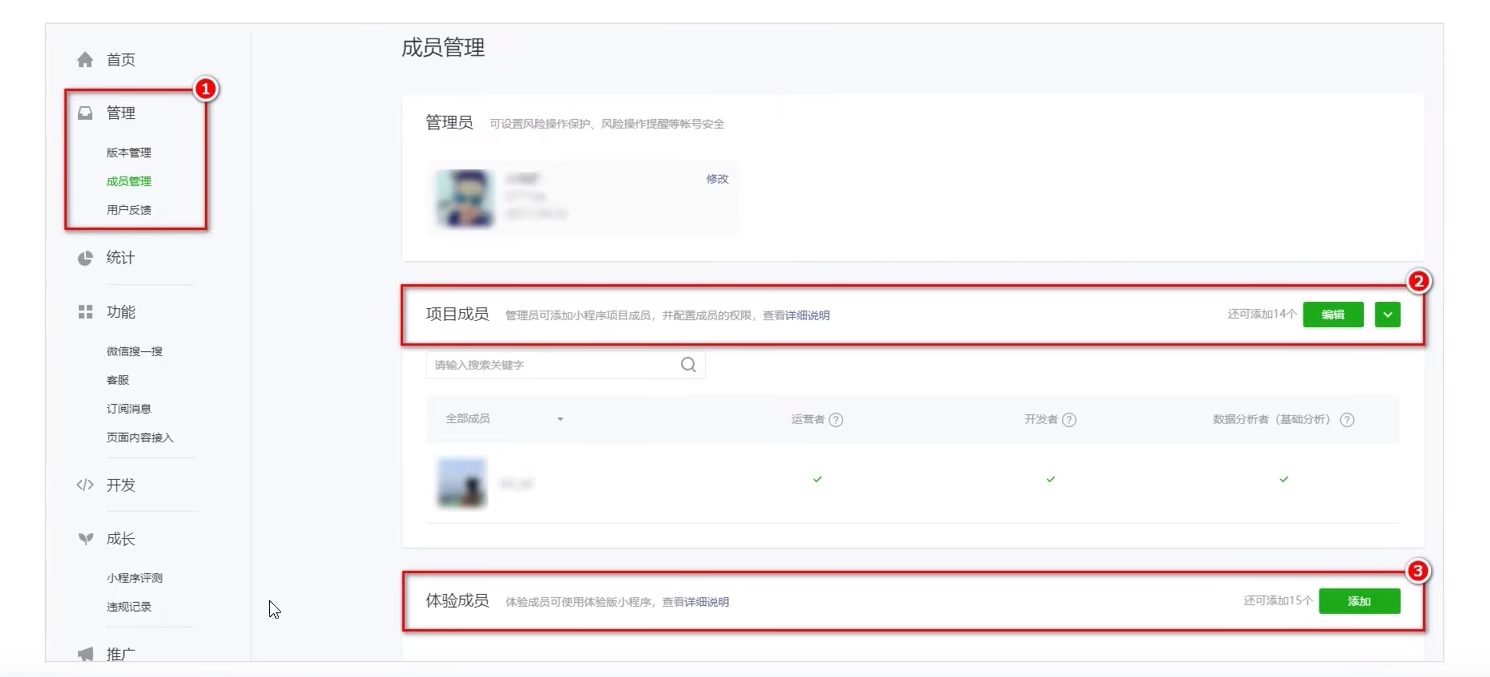 首页
管理
1
版本管理
成员管理
用户反馈
统计
功能
微信搜一搜
客服
订阅消息
页面内容接入
开发
成长
小程序评测
违规记录
推广
成员管理
管理员 可设置风险操作保护、风险操作提醒等帐号安全
修改
2
项目成员 管理员可添加小程序项目成员，并配置成员的权限，查看详细说明 还可添加14个 编辑
请输入搜索关键字
全部成员 运营者 ? 开发者 ? 数据分析者（基础分析） ?
3
体验成员 体验成员可使用体验版小程序，查看详细说明 还可添加15个 添加